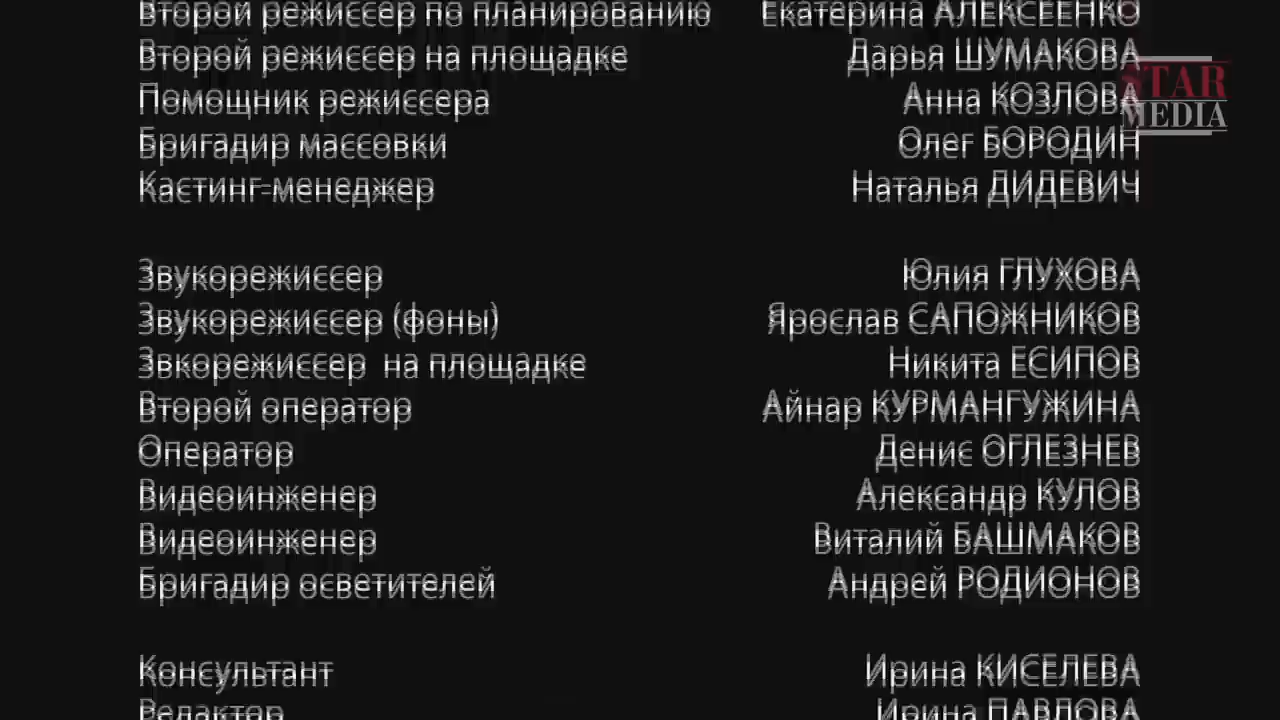 Второй режиссер по планированию Екатерина АЛЕКСЕЕНКО
Второй режиссер на площадке Дарья ШУМАКОВА
Помощник режиссера Анна КОЗЛОВА
Бригадир массовки Олег БОРОДИН
Кастинг-менеджер Наталья ДИДЕВИЧ
STAR
MEDIA
Звукорежиссер Юлия ГЛУХОВА
Звукорежиссер (фоны) Ярослав САПОЖНИКОВ
Звкорежиссер на площадке Никита ЕСИПОВ
Второй оператор Айнар КУРМАНГУЖИНА
Оператор Денис ОГЛЕЗНЕВ
Видеоинженер Александр КУЛОВ
Видеоинженер Виталий БАШМАКОВ
Бригадир осветителей Андрей РОДИОНОВ
Консультант Ирина КИСЕЛЕВА
Редактор Ирина ПАВЛОВА